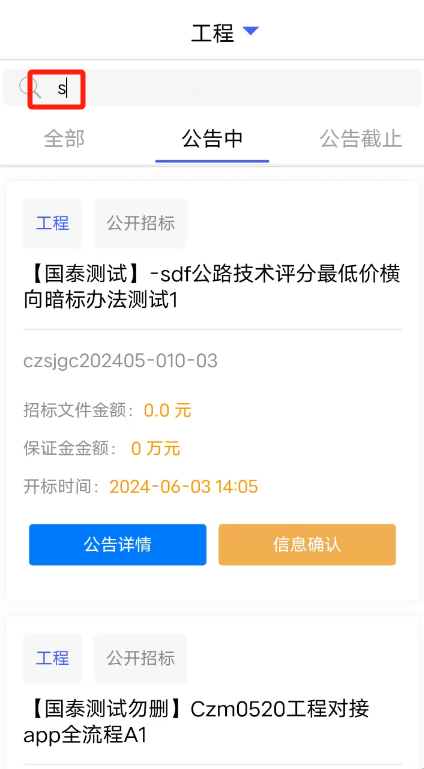 工程
s
全部 公告中 公告截止
工程 公开招标
【国泰测试】-sdf公路技术评分最低价横
向暗标办法测试1
czsjgc202405-010-03
招标文件金额：0.0 元
保证金金额： 0 万元
开标时间：2024-06-03 14:05
公告详情 信息确认
工程 公开招标
【国泰测试勿删】Czm0520工程对接
app全流程A1